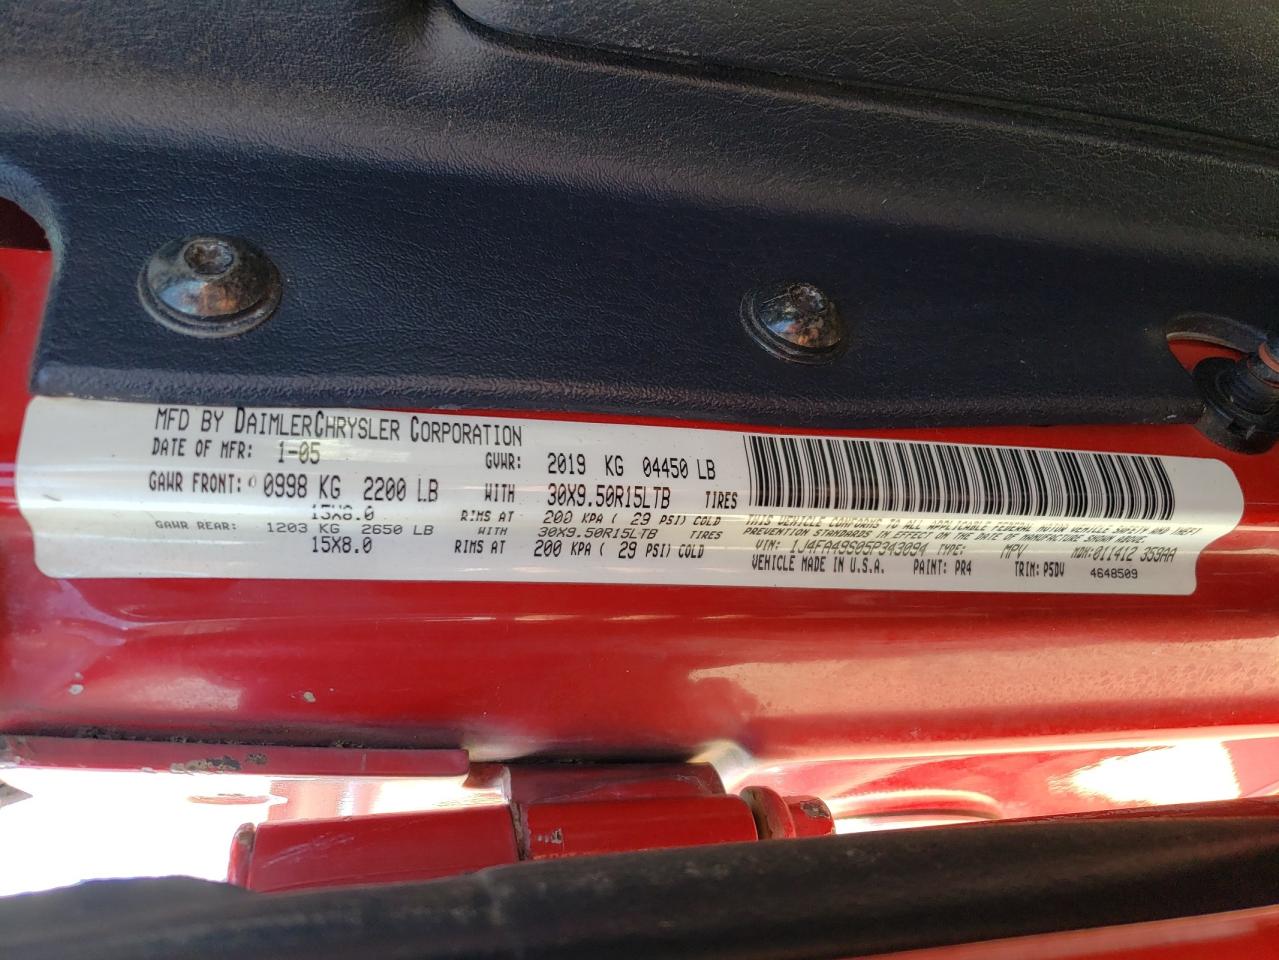 MFD BY DAIMLERCHRYSLER CORPORATION
DATE OF MFR: 1-05 GVWR: 2019 KG 04450 LB
GAWR FRONT: 0998 KG 2200 LB WITH 30X9.50R15LTB TIRES
15X8.0 RIMS AT 200 KPA ( 29 PSI) COLD
GAWR REAR: 1203 KG 2650 LB WITH 30X9.50R15LTB TIRES
15X8.0 RIMS AT 200 KPA ( 29 PSI) COLD
THIS VEHICLE CONFORMS TO ALL APPLICABLE FEDERAL MOTOR VEHICLE SAFETY AND THEFT
PREVENTION STANDARDS IN EFFECT ON THE DATE OF MANUFACTURE SHOWN ABOVE.
VIN: 1J4FA49S05P343094 TYPE: MPV MDH: 011412 359AA
VEHICLE MADE IN U.S.A. PAINT: PR4 TRIM: P5DV 4648509